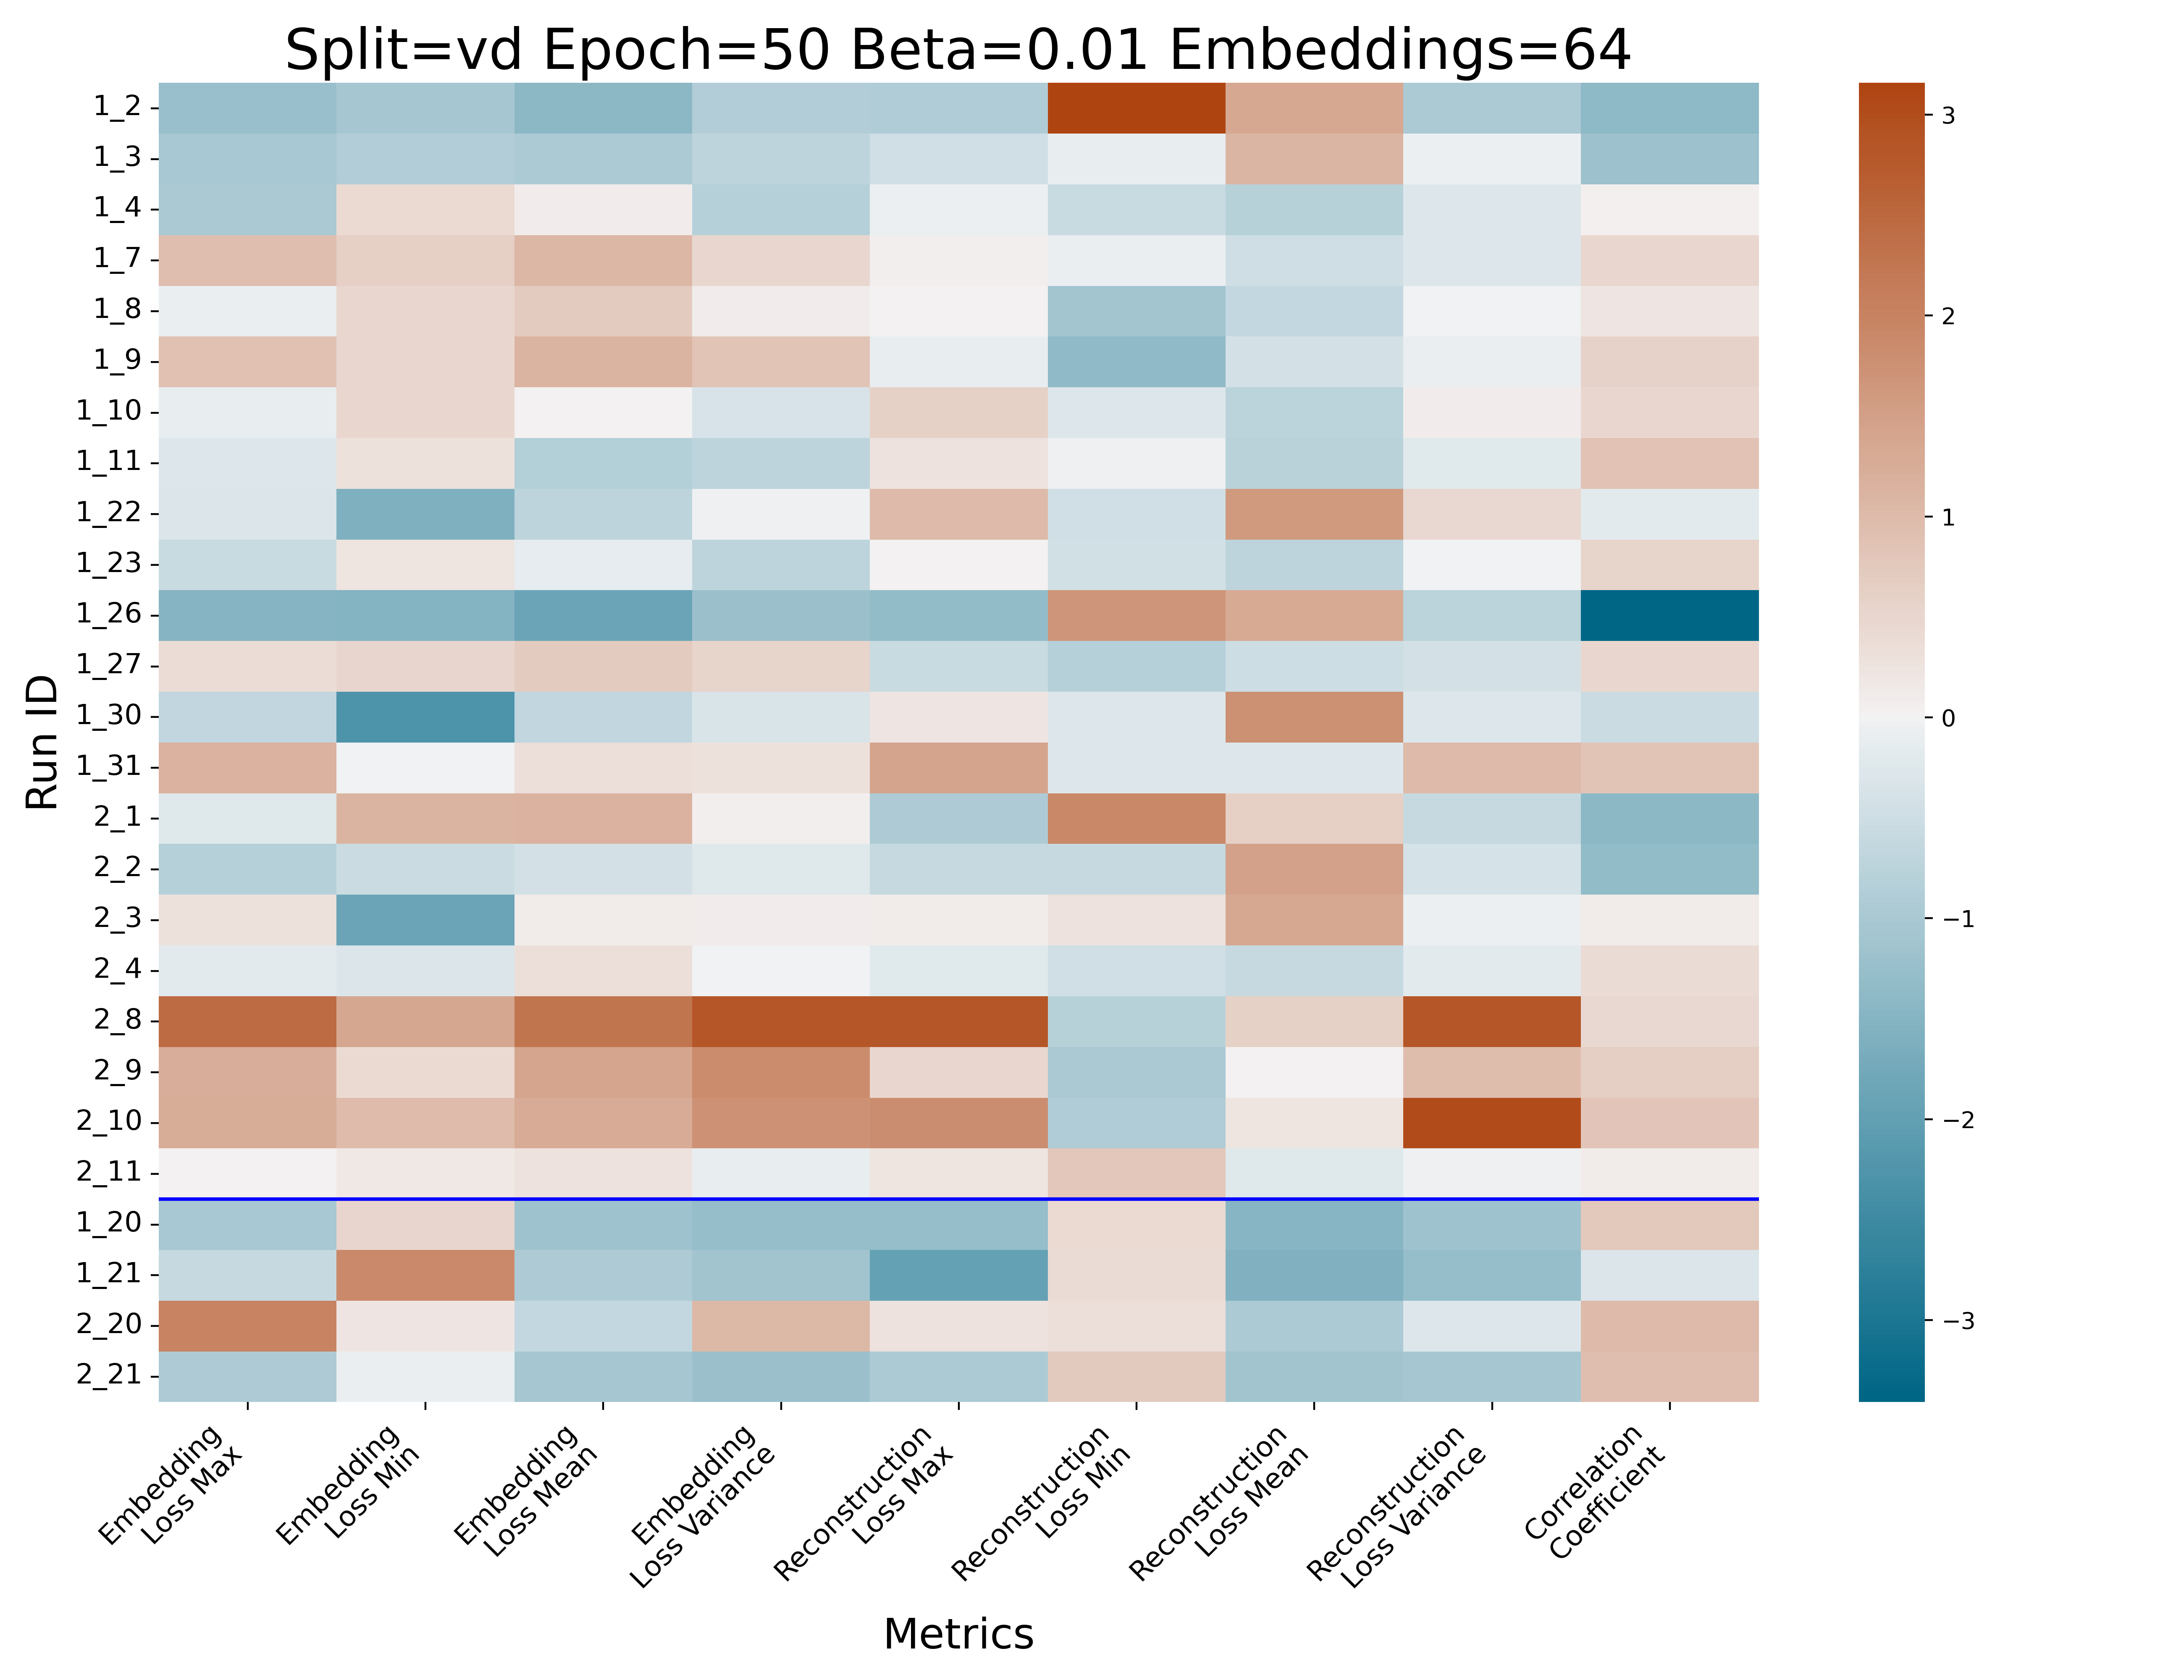 Split=vd Epoch=50 Beta=0.01 Embeddings=64
Run ID
1_2
1_3
1_4
1_7
1_8
1_9
1_10
1_11
1_22
1_23
1_26
1_27
1_30
1_31
2_1
2_2
2_3
2_4
2_8
2_9
2_10
2_11
1_20
1_21
2_20
2_21
Embedding
Loss Max
Embedding
Loss Min
Embedding
Loss Mean
Embedding
Loss Variance
Reconstruction
Loss Max
Reconstruction
Loss Min
Reconstruction
Loss Mean
Reconstruction
Loss Variance
Correlation
Coefficient
Metrics
3
2
1
0
−1
−2
−3